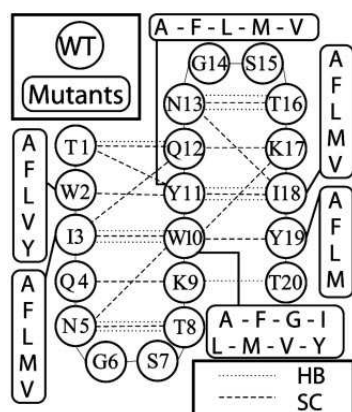 WT
Mutants
A - F - L - M - V
G14 S15
N13 T16
T1 Q12 K17
W2 Y11 I18
I3 W10 Y19
Q4 K9 T20
N5 T8
G6 S7
A
F
L
V
Y
A
F
L
M
V
A
F
L
M
V
A
F
L
M
A - F - G - I
L - M - V - Y
HB
SC